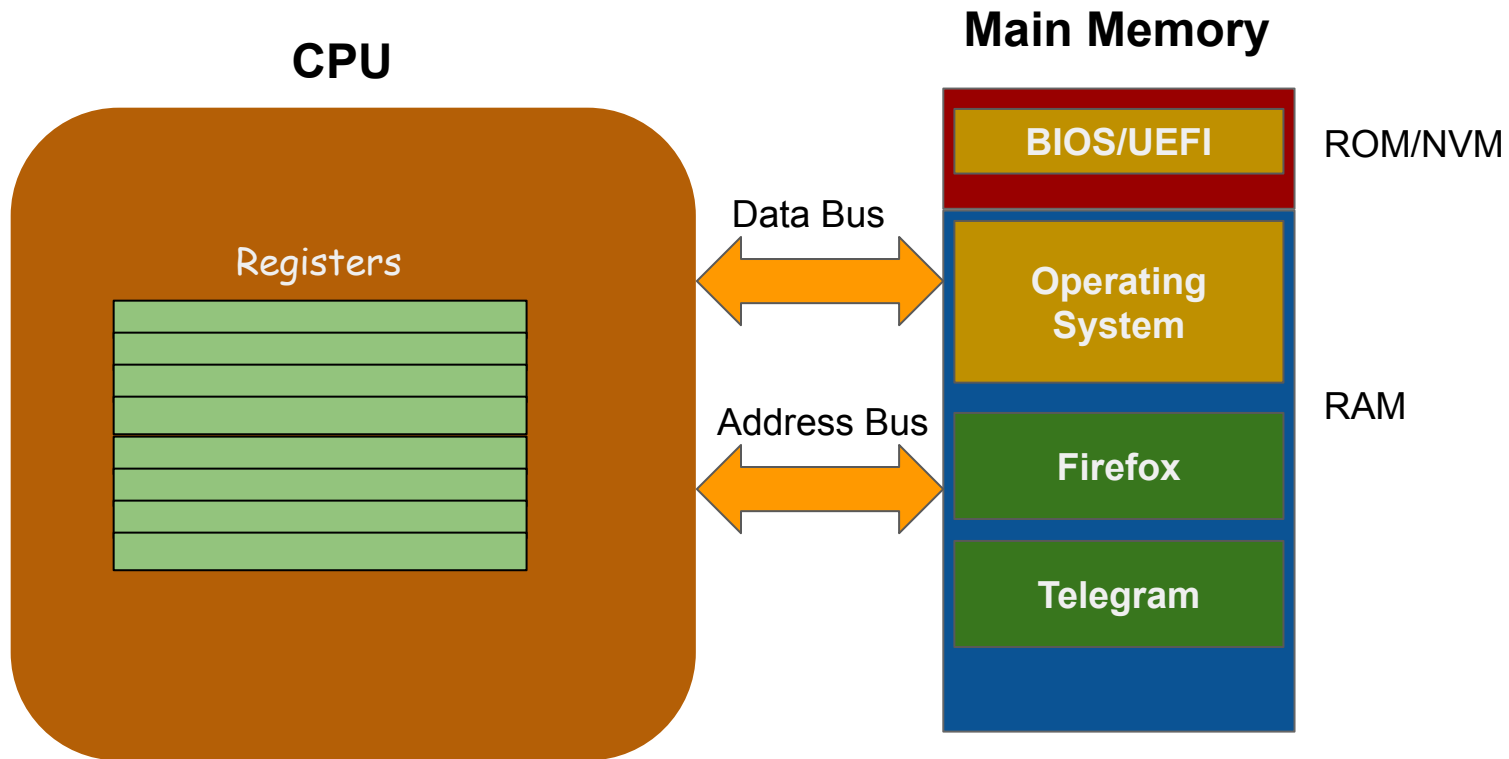 CPU
Main Memory
BIOS/UEFI
ROM/NVM
Data Bus
Registers
Operating
System
Address Bus
RAM
Firefox
Telegram